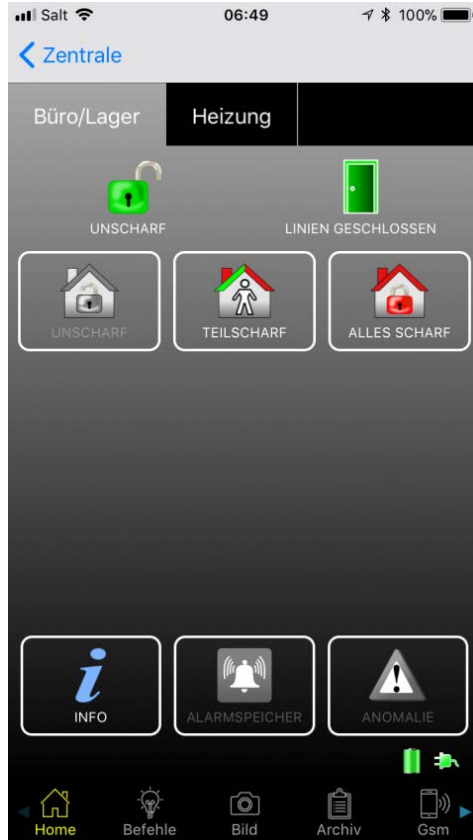 Salt 06:49 100%
Zentrale
Büro/Lager Heizung
UNSCHARF LINIEN GESCHLOSSEN
UNSCHARF TEILSCHARF ALLES SCHARF
INFO ALARMSPEICHER ANOMALIE
Home Befehle Bild Archiv Gsm